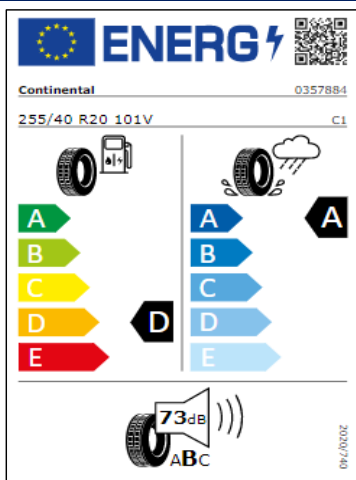 ENERG
Continental 0357884
255/40 R20 101V C1
A
B
C
D
E
D
A
B
C
D
E
A
73dB
ABC
2020/740